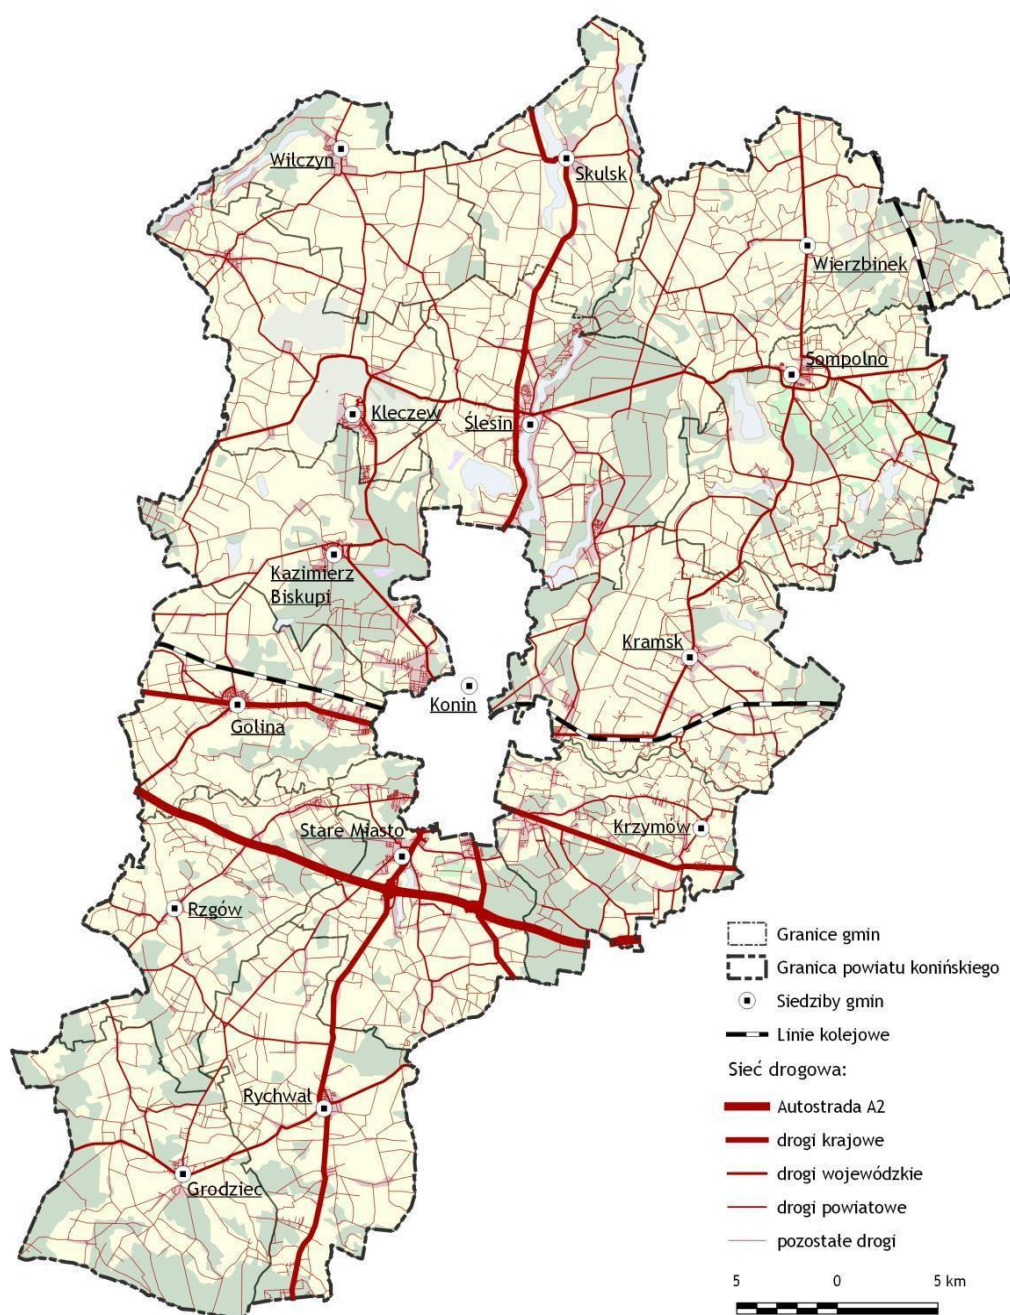 Wilczyn
Skulsk
Wierzbinek
Sompolno
Kleczew
Ślesin
Kazimierz
Biskupi
Kramsk
Konin
Golina
Stare Miasto
Krzymów
Rzgów
Rychwał
Grodziec
Granice gmin
Granica powiatu konińskiego
Siedziby gmin
Linie kolejowe
Sieć drogowa:
Autostrada A2
drogi krajowe
drogi wojewódzkie
drogi powiatowe
pozostałe drogi
5 0 5 km